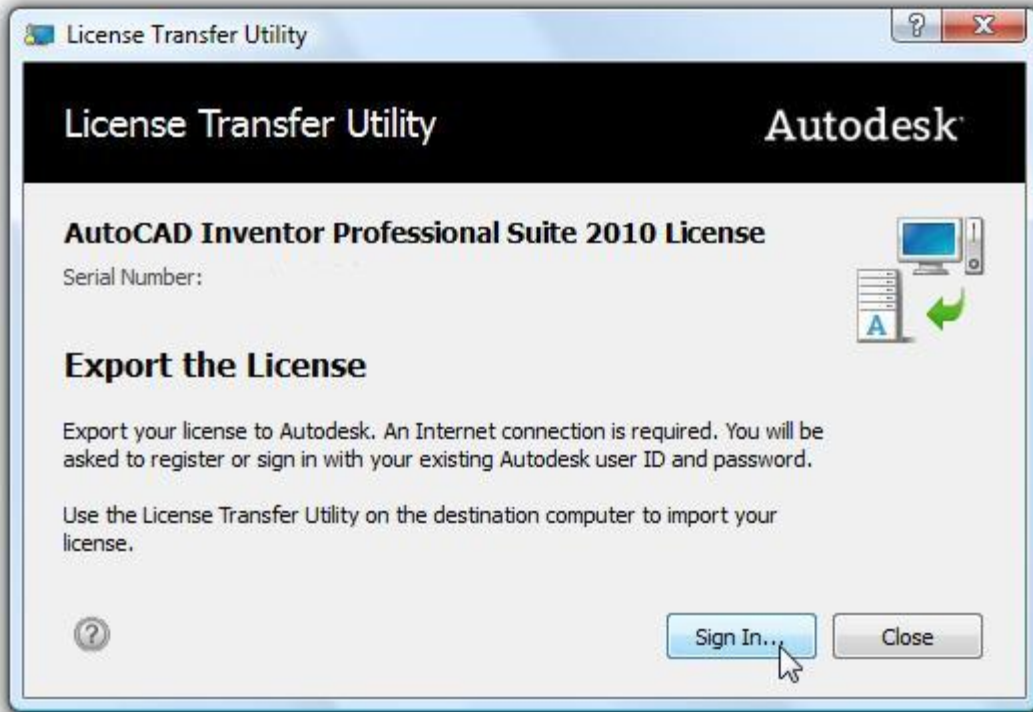 License Transfer Utility
License Transfer Utility
Autodesk
AutoCAD Inventor Professional Suite 2010 License
Serial Number:
A
Export the License
Export your license to Autodesk. An Internet connection is required. You will be
asked to register or sign in with your existing Autodesk user ID and password.
Use the License Transfer Utility on the destination computer to import your
license.
Sign In...
Close